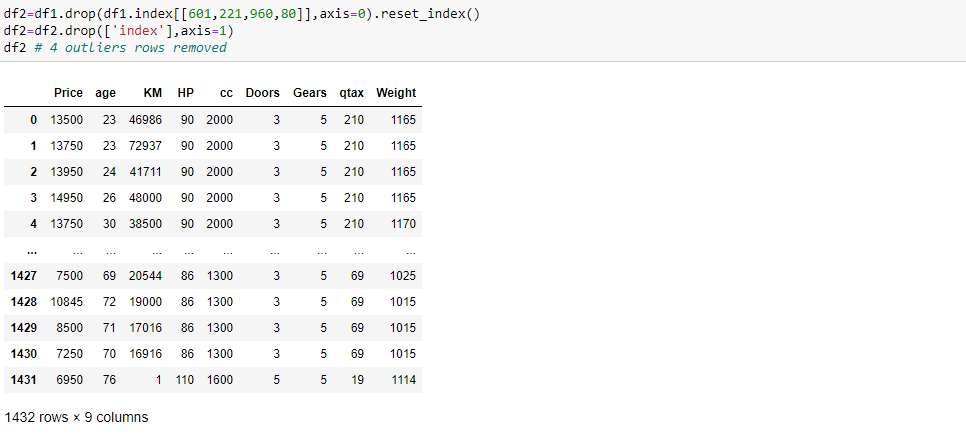 df2=df1.drop(df1.index[[601,221,960,80]],axis=0).reset_index()
df2=df2.drop(['index'],axis=1)
df2 # 4 outliers rows removed
Price age KM HP cc Doors Gears qtax Weight
0 13500 23 46986 90 2000 3 5 210 1165
1 13750 23 72937 90 2000 3 5 210 1165
2 13950 24 41711 90 2000 3 5 210 1165
3 14950 26 48000 90 2000 3 5 210 1165
4 13750 30 38500 90 2000 3 5 210 1170
... ... ... ... ... ... ... ... ... ...
1427 7500 69 20544 86 1300 3 5 69 1025
1428 10845 72 19000 86 1300 3 5 69 1015
1429 8500 71 17016 86 1300 3 5 69 1015
1430 7250 70 16916 86 1300 3 5 69 1015
1431 6950 76 1 110 1600 5 5 19 1114
1432 rows × 9 columns